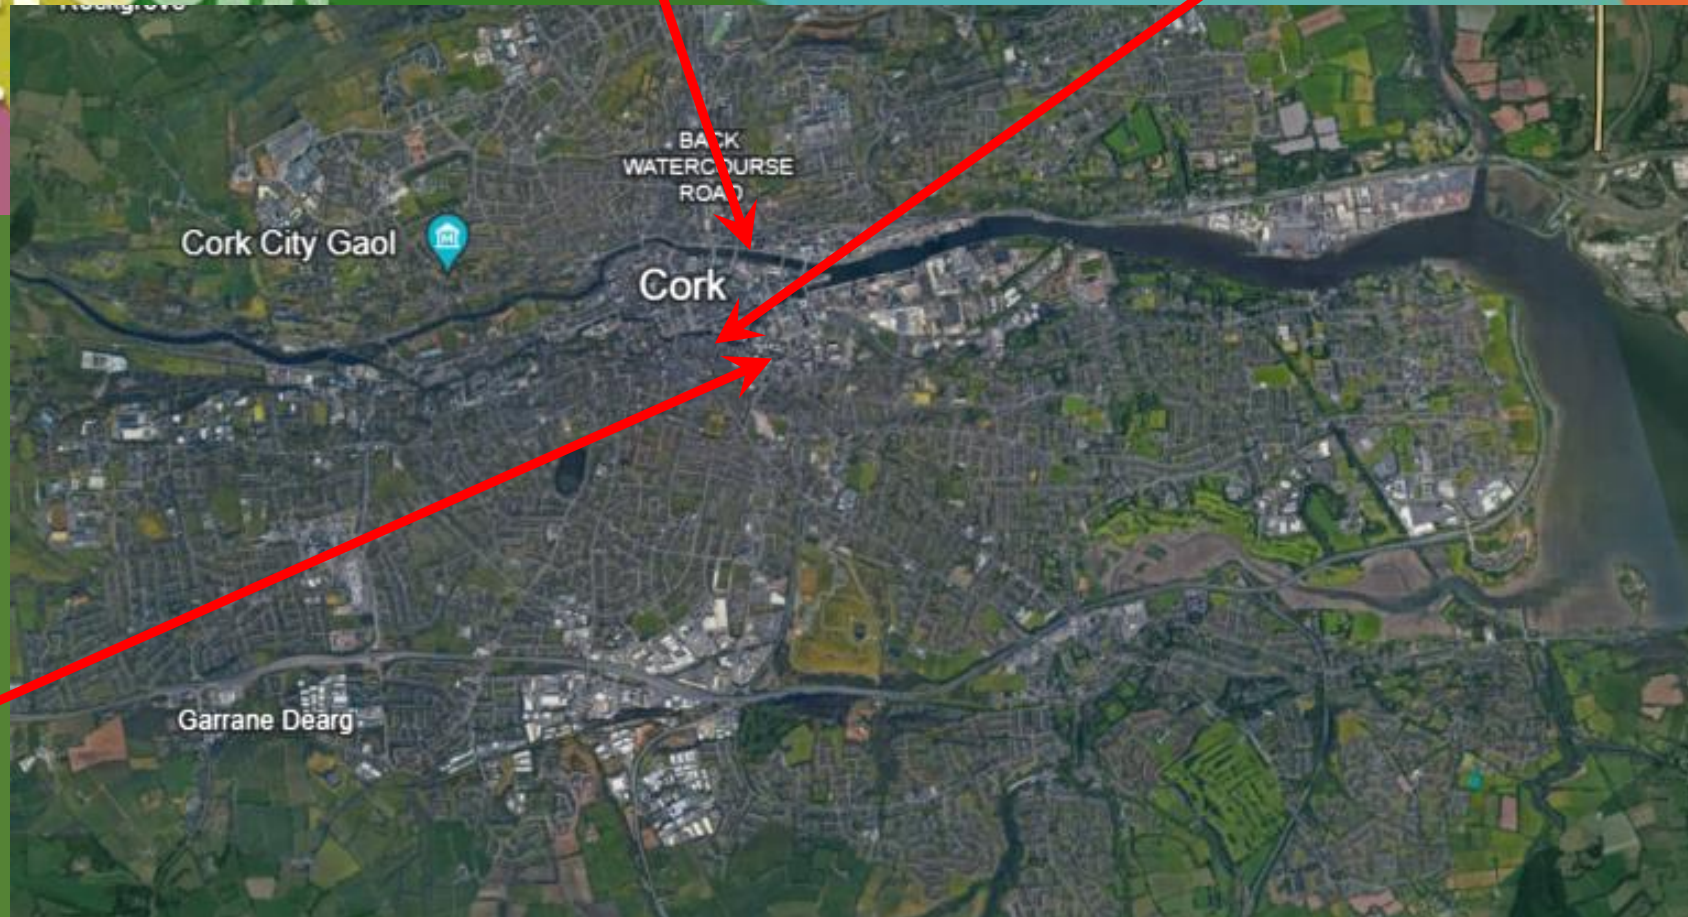 BACK
WATERCOURSE
ROAD
Cork City Gaol
Cork
Garrane Dearg